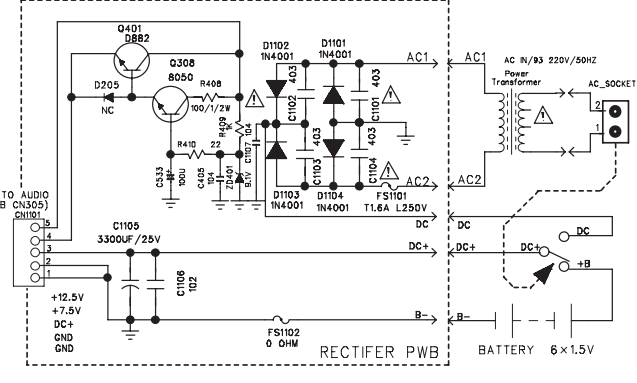 Q401
D882
Q308
8050
D1102
1N4001
D1101
1N4001
AC1
AC1
AC IN/93 220V/50HZ
Power
Transformer
AC_SOCKET
2
1
D205
NC
R408
100/1/2W
R409
1K
C1107
104
403
C1102
403
C1101
403
C1103
403
C1104
R410
22
C533
100U
C405
104
ZD401
9.1V
D1103
1N4001
D1104
1N4001
AC2
AC2
FS1101
T1.6A L250V
DC
DC
DC
TO AUDIO
B CN305)
CN1101
5
4
3
2
1
C1105
3300UF/25V
C1106
102
DC+
DC+
DC+
+B
+12.5V
+7.5V
DC+
GND
GND
B-
B-
FS1102
0 OHM
RECTIFER PWB
BATTERY 6×1.5V